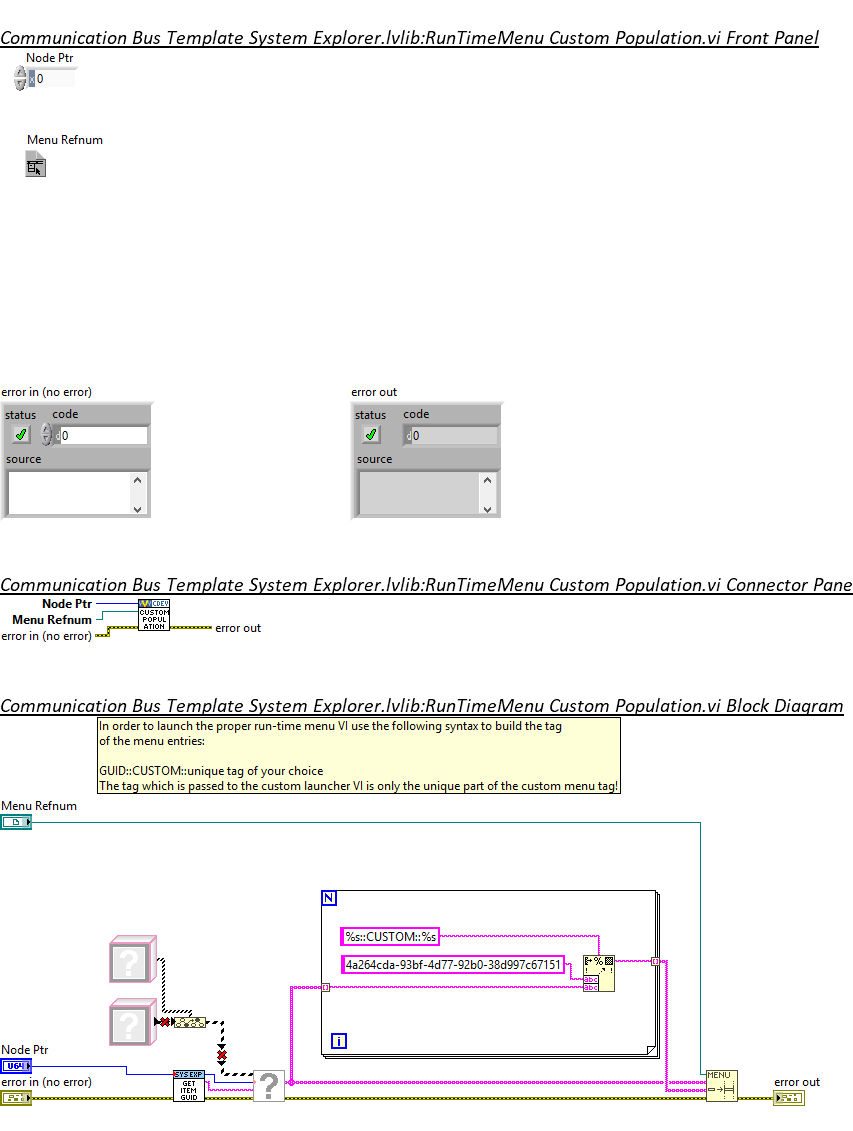 Communication Bus Template System Explorer.lvlib:RunTimeMenu Custom Population.vi Front Panel
Node Ptr
x 0
Menu Refnum
error in (no error)
error out
status code
d 0
source
status code
d 0
source
Communication Bus Template System Explorer.lvlib:RunTimeMenu Custom Population.vi Connector Pane
Node Ptr
Menu Refnum
error in (no error)
CDEV
CUSTOM
POPUL
ATION
error out
Communication Bus Template System Explorer.lvlib:RunTimeMenu Custom Population.vi Block Diagram
In order to launch the proper run-time menu VI use the following syntax to build the tag
of the menu entries:
GUID::CUSTOM::unique tag of your choice
The tag which is passed to the custom launcher VI is only the unique part of the custom menu tag!
Menu Refnum
N
%s::CUSTOM::%s
4a264cda-93bf-4d77-92b0-38d997c67151
%
abc
abc
i
?
?
Node Ptr
U64
error in (no error)
SYS EXP
GET
ITEM
GUID
?
MENU
error out